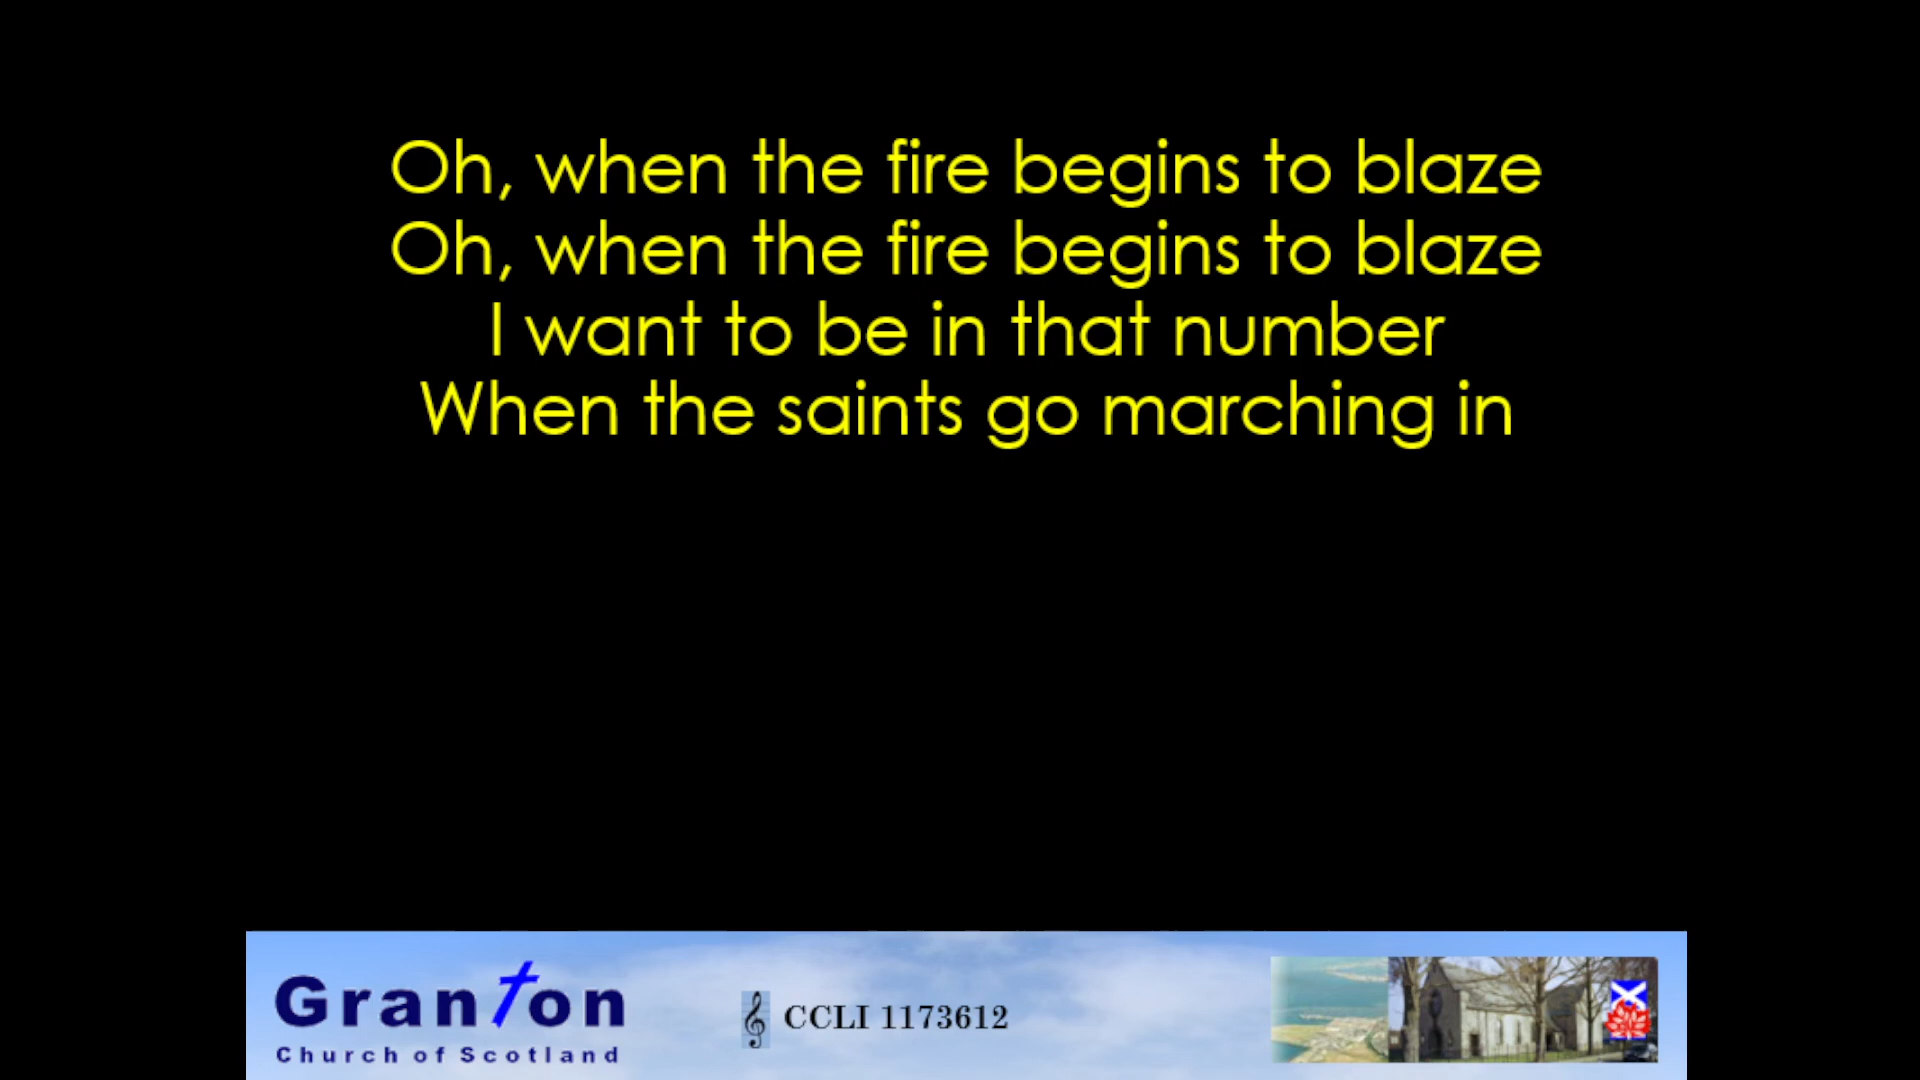 Oh, when the fire begins to blaze
Oh, when the fire begins to blaze
I want to be in that number
When the saints go marching in
Granton
Church of Scotland
CCLI 1173612